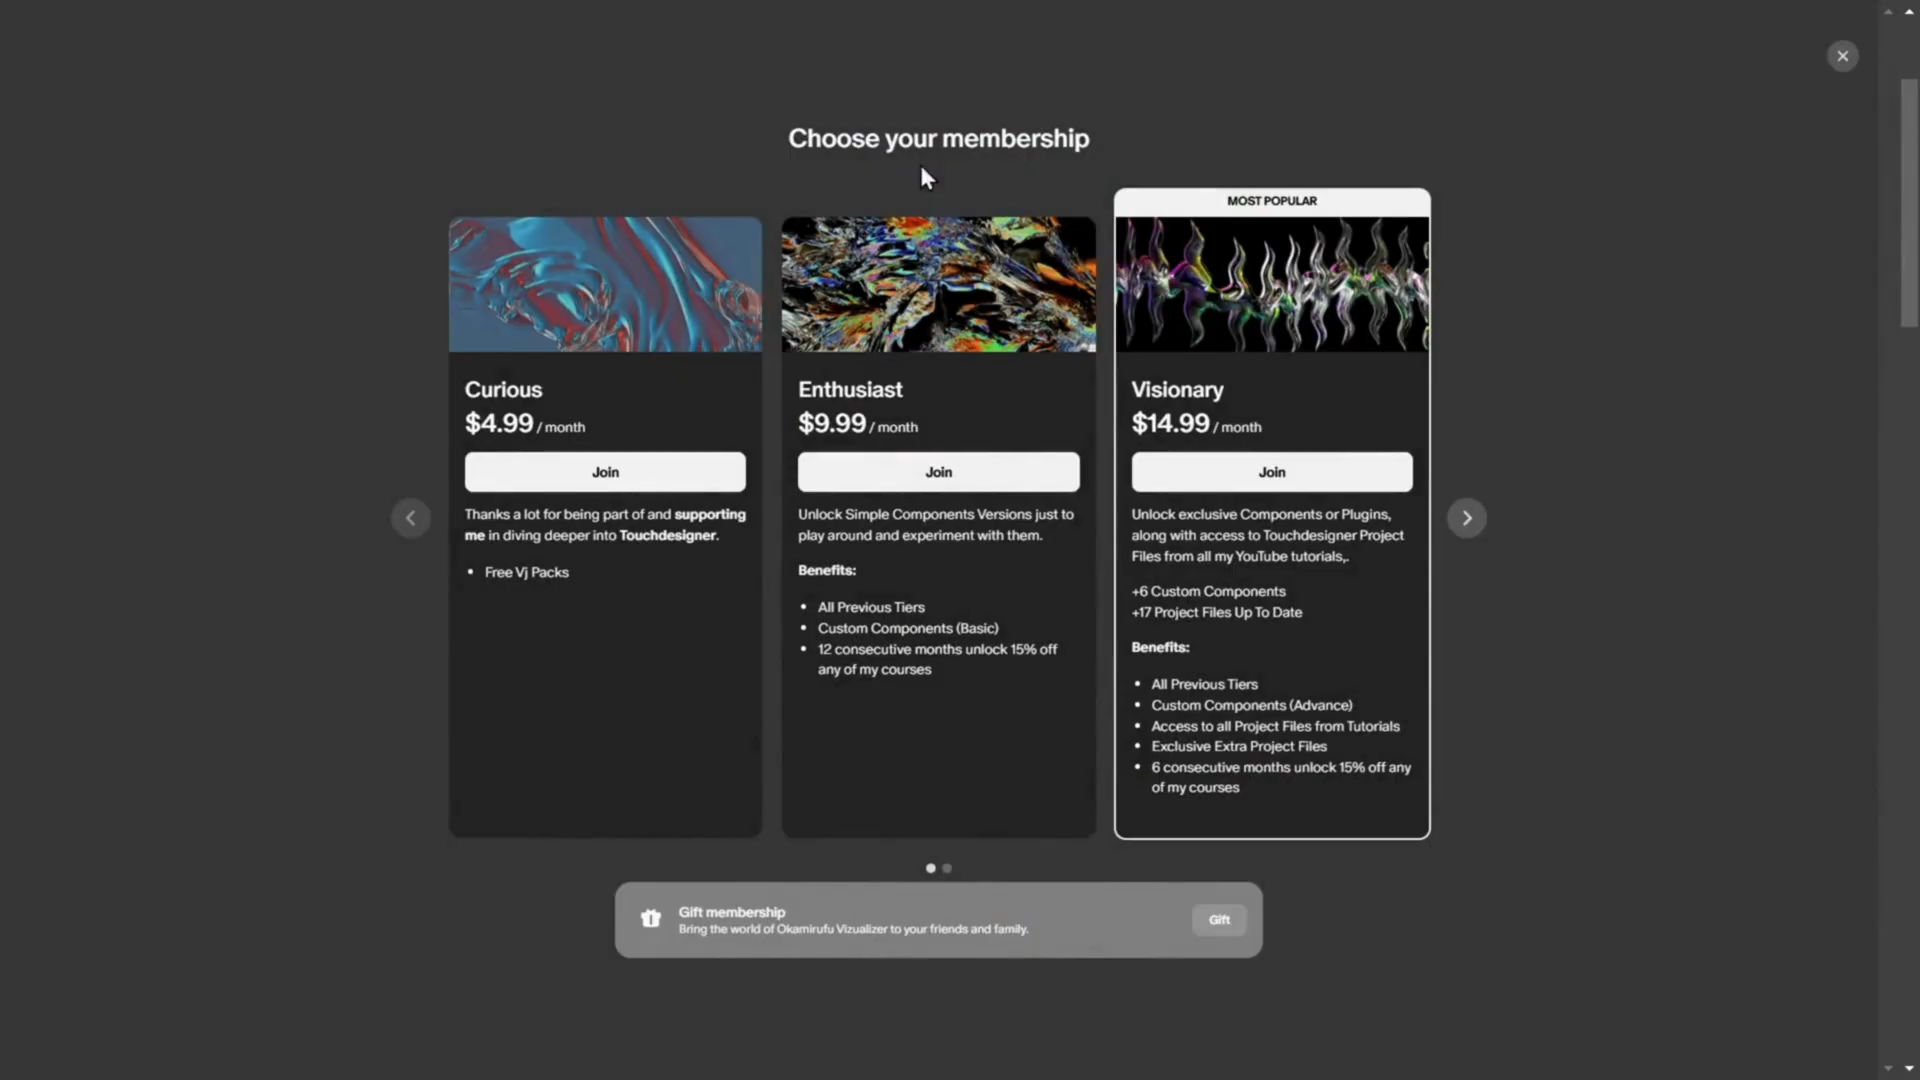 Choose your membership
Curious
$4.99 / month
Join
Thanks a lot for being part of and supporting
me in diving deeper into Touchdesigner.
• Free Vj Packs
Enthusiast
$9.99 / month
Join
Unlock Simple Components Versions just to
play around and experiment with them.
Benefits:
• All Previous Tiers
• Custom Components (Basic)
• 12 consecutive months unlock 15% off
any of my courses
MOST POPULAR
Visionary
$14.99 / month
Join
Unlock exclusive Components or Plugins,
along with access to Touchdesigner Project
Files from all my YouTube tutorials,.
+6 Custom Components
+17 Project Files Up To Date
Benefits:
• All Previous Tiers
• Custom Components (Advance)
• Access to all Project Files from Tutorials
• Exclusive Extra Project Files
• 6 consecutive months unlock 15% off any
of my courses
Gift membership
Bring the world of Okamirufu Vizualizer to your friends and family.
Gift